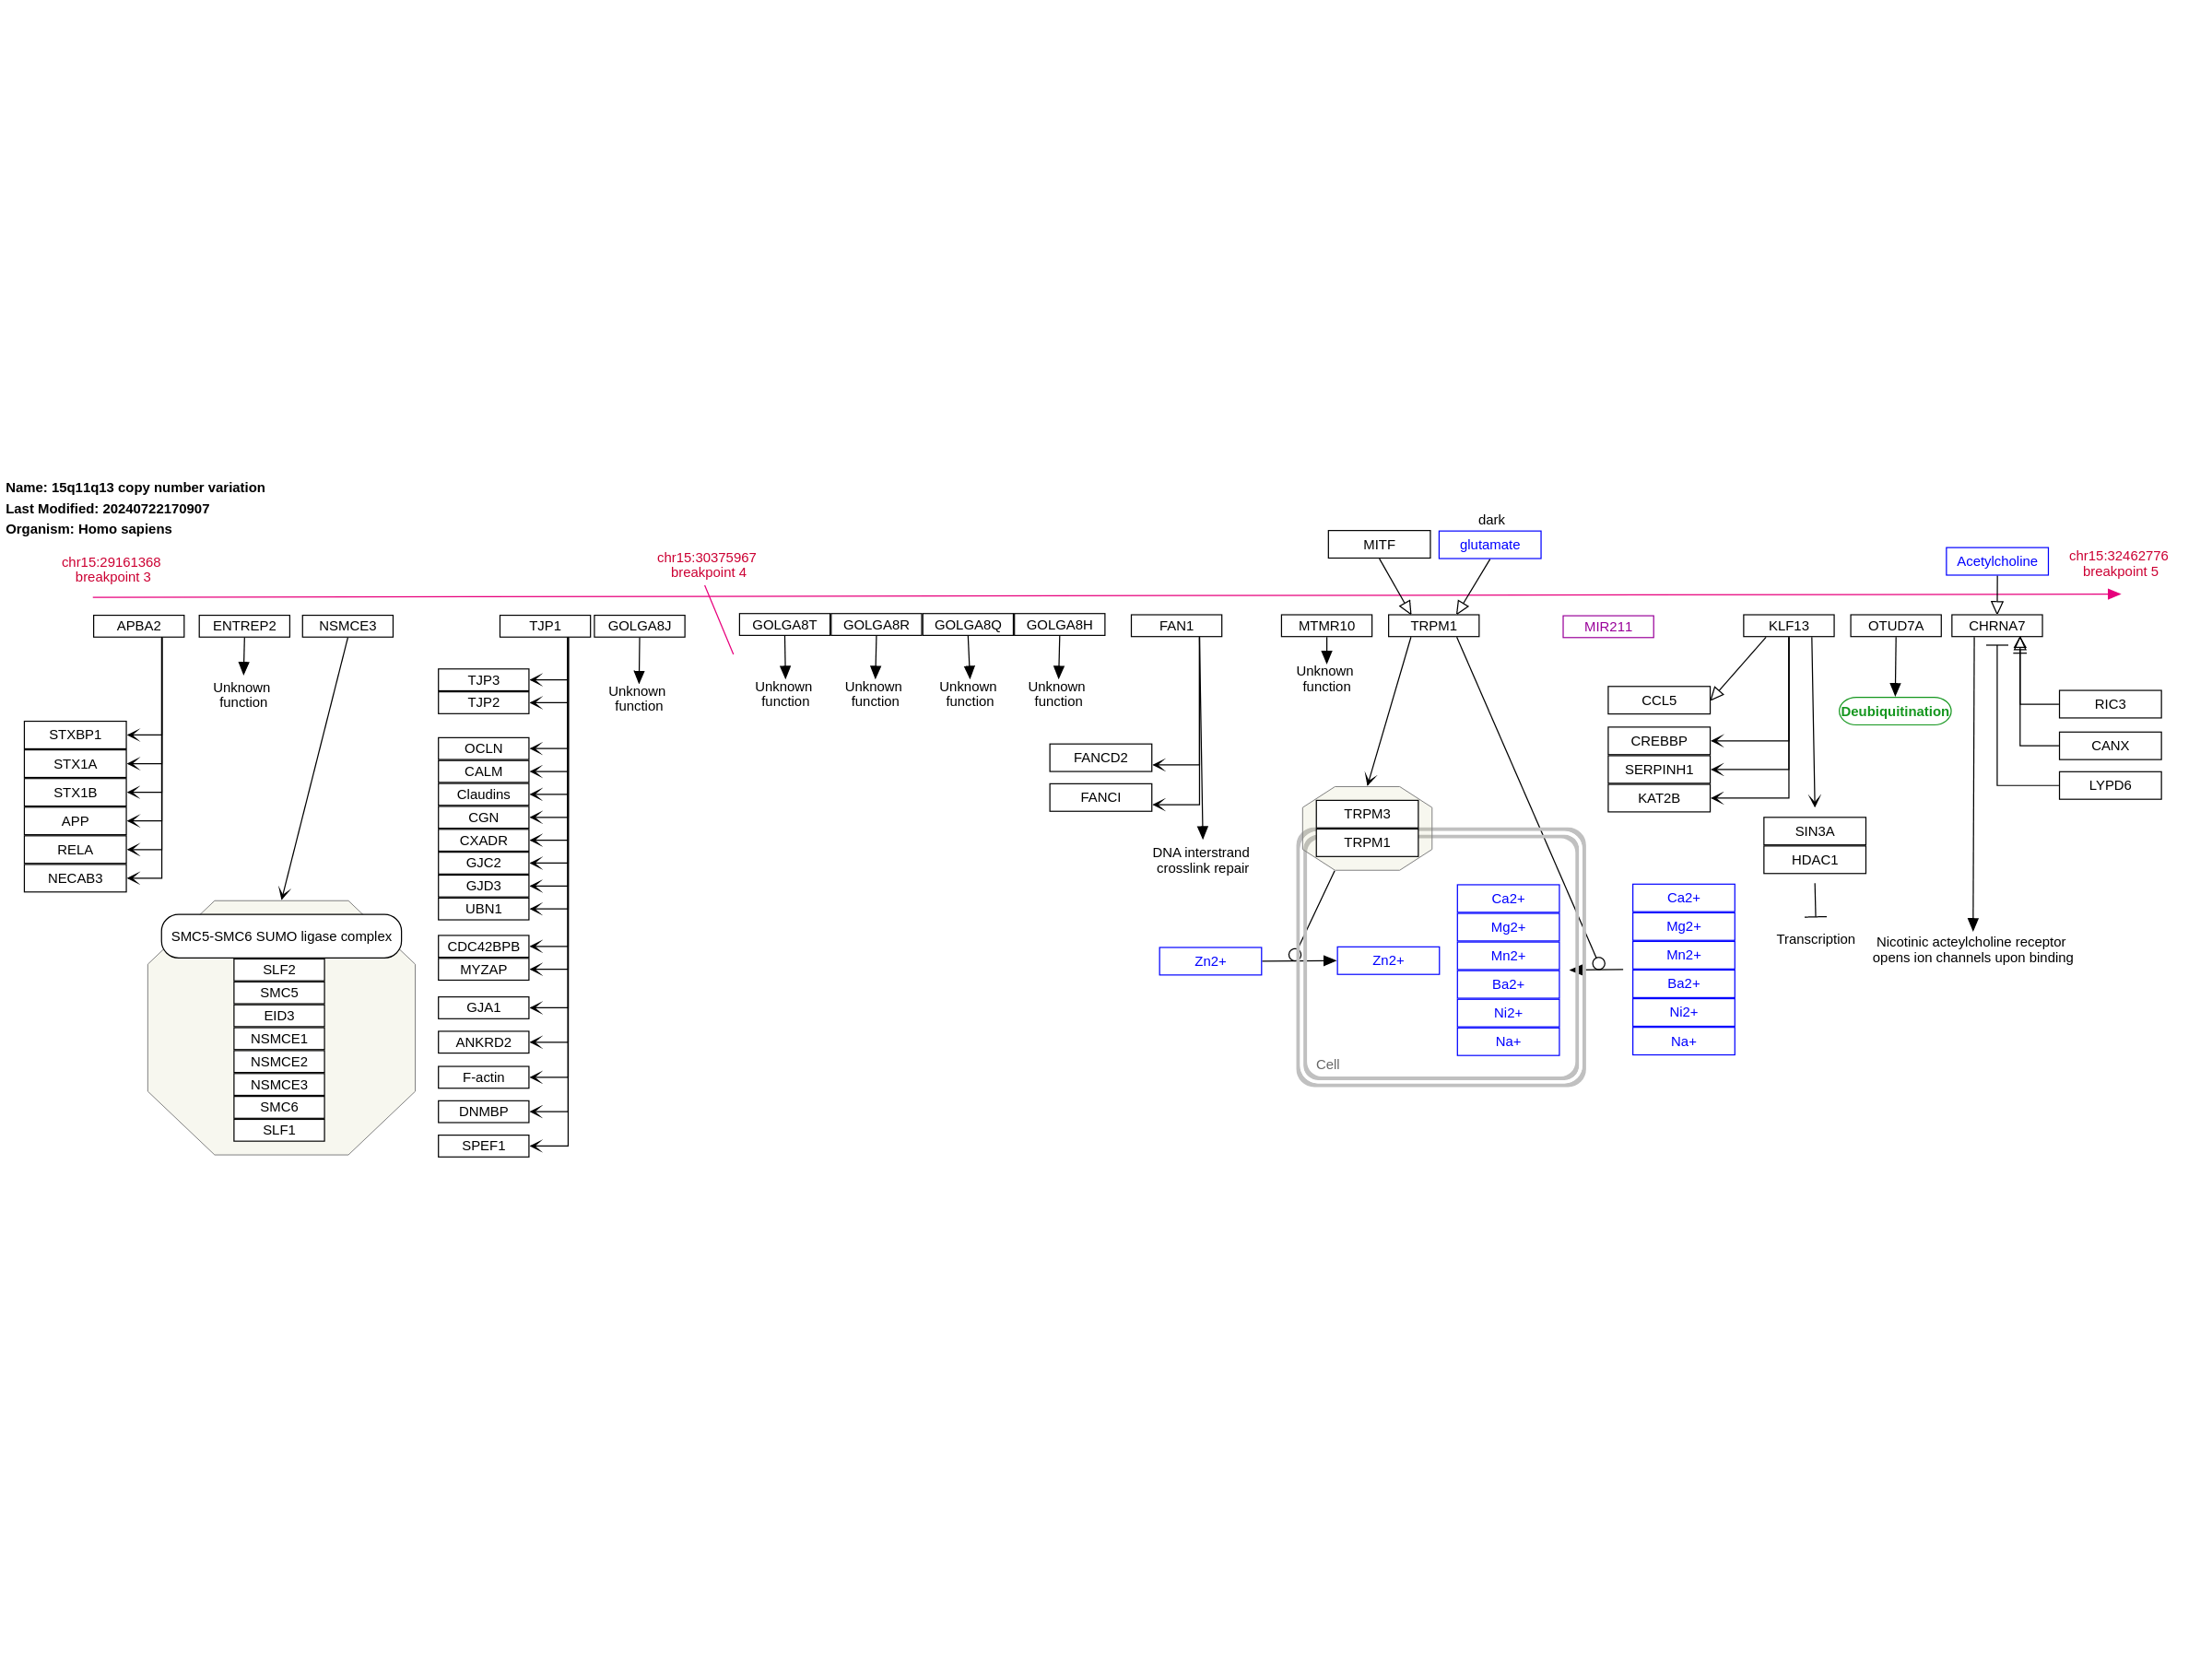 Name: 15q11q13 copy number variation
Last Modified: 20240722170907
Organism: Homo sapiens
chr15:29161368
breakpoint 3
chr15:30375967
breakpoint 4
dark
MITF
glutamate
Acetylcholine
chr15:32462776
breakpoint 5
APBA2
ENTREP2
NSMCE3
TJP1
GOLGA8J
GOLGA8T
GOLGA8R
GOLGA8Q
GOLGA8H
FAN1
MTMR10
TRPM1
MIR211
KLF13
OTUD7A
CHRNA7
Unknown
function
STXBP1
STX1A
STX1B
APP
RELA
NECAB3
SMC5-SMC6 SUMO ligase complex
SLF2
SMC5
EID3
NSMCE1
NSMCE2
NSMCE3
SMC6
SLF1
TJP3
TJP2
OCLN
CALM
Claudins
CGN
CXADR
GJC2
GJD3
UBN1
CDC42BPB
MYZAP
GJA1
ANKRD2
F-actin
DNMBP
SPEF1
Unknown
function
Unknown
function
Unknown
function
Unknown
function
Unknown
function
FANCD2
FANCI
DNA interstrand
crosslink repair
Unknown
function
TRPM3
TRPM1
Zn2+
Zn2+
Ca2+
Mg2+
Mn2+
Ba2+
Ni2+
Na+
Cell
Ca2+
Mg2+
Mn2+
Ba2+
Ni2+
Na+
CCL5
CREBBP
SERPINH1
KAT2B
SIN3A
HDAC1
Transcription
Deubiquitination
Nicotinic acteylcholine receptor
opens ion channels upon binding
RIC3
CANX
LYPD6